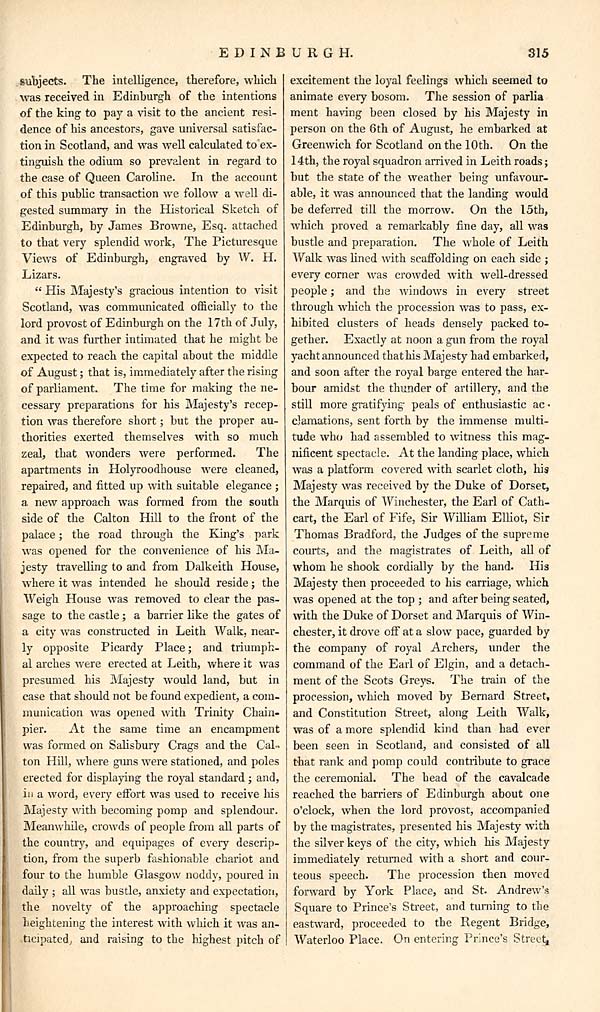 EDINBURGH.
315
subjects. The intelligence, therefore, which
was received in Edinburgh of the intentions
of the king to pay a visit to the ancient resi-
dence of his ancestors, gave universal satisfac-
tion in Scotland, and was well calculated to ex-
tinguish the odium so prevalent in regard to
the case of Queen Caroline. In the account
of this public transaction we follow a well di-
gested summary in the Historical Sketch of
Edinburgh, by James Browne, Esq. attached
to that very splendid work, The Picturesque
Views of Edinburgh, engraved by W. H.
Lizars.
“ His Majesty's gracious intention to visit
Scotland, was communicated officially to the
lord provost of Edinburgh on the 17th of July,
and it was further intimated that he might be
expected to reach the capital about the middle
of August; that is, immediately after the rising
of parliament. The time for making the ne-
cessary preparations for his Majesty's recep-
tion was therefore short; but the proper au-
thorities exerted themselves with so much
zeal, that wonders were performed. The
apartments in Holyroodhouse were cleaned,
repaired, and fitted up with suitable elegance;
a new approach was formed from the south
side of the Calton Hill to the front of the
palace; the road through the King's park
was opened for the convenience of his Ma-
jesty travelling to and from Dalkeith House,
where it was intended he should reside; the
Weigh House was removed to clear the pas-
sage to the castle; a barrier like the gates of
a city was constructed in Leith Walk, near-
ly opposite Picardy Place; and triumph-
al arches were erected at Leith, where it was
presumed his Majesty would land, but in
case that should not be found expedient, a com-
munication was opened with Trinity Chain-
pier. At the same time an encampment
was formed on Salisbury Crags and the Cal-
ton Hill, where guns were stationed, and poles
erected for displaying the royal standard; and,
in a word, every effort was used to receive his
Majesty with becoming pomp and splendour.
Meanwhile, crowds of people from all parts of
the country, and equipages of every descrip-
tion, from the superb fashionable chariot and
four to the humble Glasgow noddy, poured in
daily; all was bustle, anxiety and expectation,
the novelty of the approaching spectacle
heightening the interest with which it was an-
ticipated, and raising to the highest pitch of
excitement the loyal feelings which seemed to
animate every bosom. The session of parlia
ment having been closed by his Majesty in
person on the 6th of August, he embarked at
Greenwich for Scotland on the 10th. On the
14th, the royal squadron arrived in Leith roads;
but the state of the weather being unfavour-
able, it was announced that the landing would
be deferred till the morrow. On the 15th,
which proved a remarkably fine day, all was
bustle and preparation. The whole of Leith
Walk was lined with scaffolding on each side;
every corner was crowded with well-dressed
people; and the windows in every street
through which the procession was to pass, ex-
hibited clusters of heads densely packed to-
gether. Exactly at noon a gun from the royal
yacht announced that his Majesty had embarked,
and soon after the royal barge entered the har-
bour amidst the thunder of artillery, and the
still more gratifying peals of enthusiastic ac-
clamations, sent forth by the immense multi-
tude who had assembled to witness this mag-
nificent spectacle. At the landing place, which
was a platform covered with scarlet cloth, his
Majesty was received by the Duke of Dorset,
the Marquis of Winchester, the Earl of Cath-
cart, the Earl of Fife, Sir William Elliot, Sir
Thomas Bradford, the Judges of the supreme
courts, and the magistrates of Leith, all of
whom he shook cordially by the hand. His
Majesty then proceeded to his carriage, which
was opened at the top; and after being seated,
with the Duke of Dorset and Marquis of Win-
chester, it drove off at a slow pace, guarded by
the company of royal Archers, under the
command of the Earl of Elgin, and a detach-
ment of the Scots Greys. The train of the
procession, which moved by Bernard Street,
and Constitution Street, along Leith Walk,
was of a more splendid kind than had ever
been seen in Scotland, and consisted of all
that rank and pomp could contribute to grace
the ceremonial. The head of the cavalcade
reached the barriers of Edinburgh about one
o'clock, when the lord provost, accompanied
by the magistrates, presented his Majesty with
the silver keys of the city, which his Majesty
immediately returned with a short and cour-
teous speech. The procession then moved
forward by York Place, and St. Andrew's
Square to Prince's Street, and turning to the
eastward, proceeded to the Regent Bridge,
Waterloo Place. On entering Prince's Street,